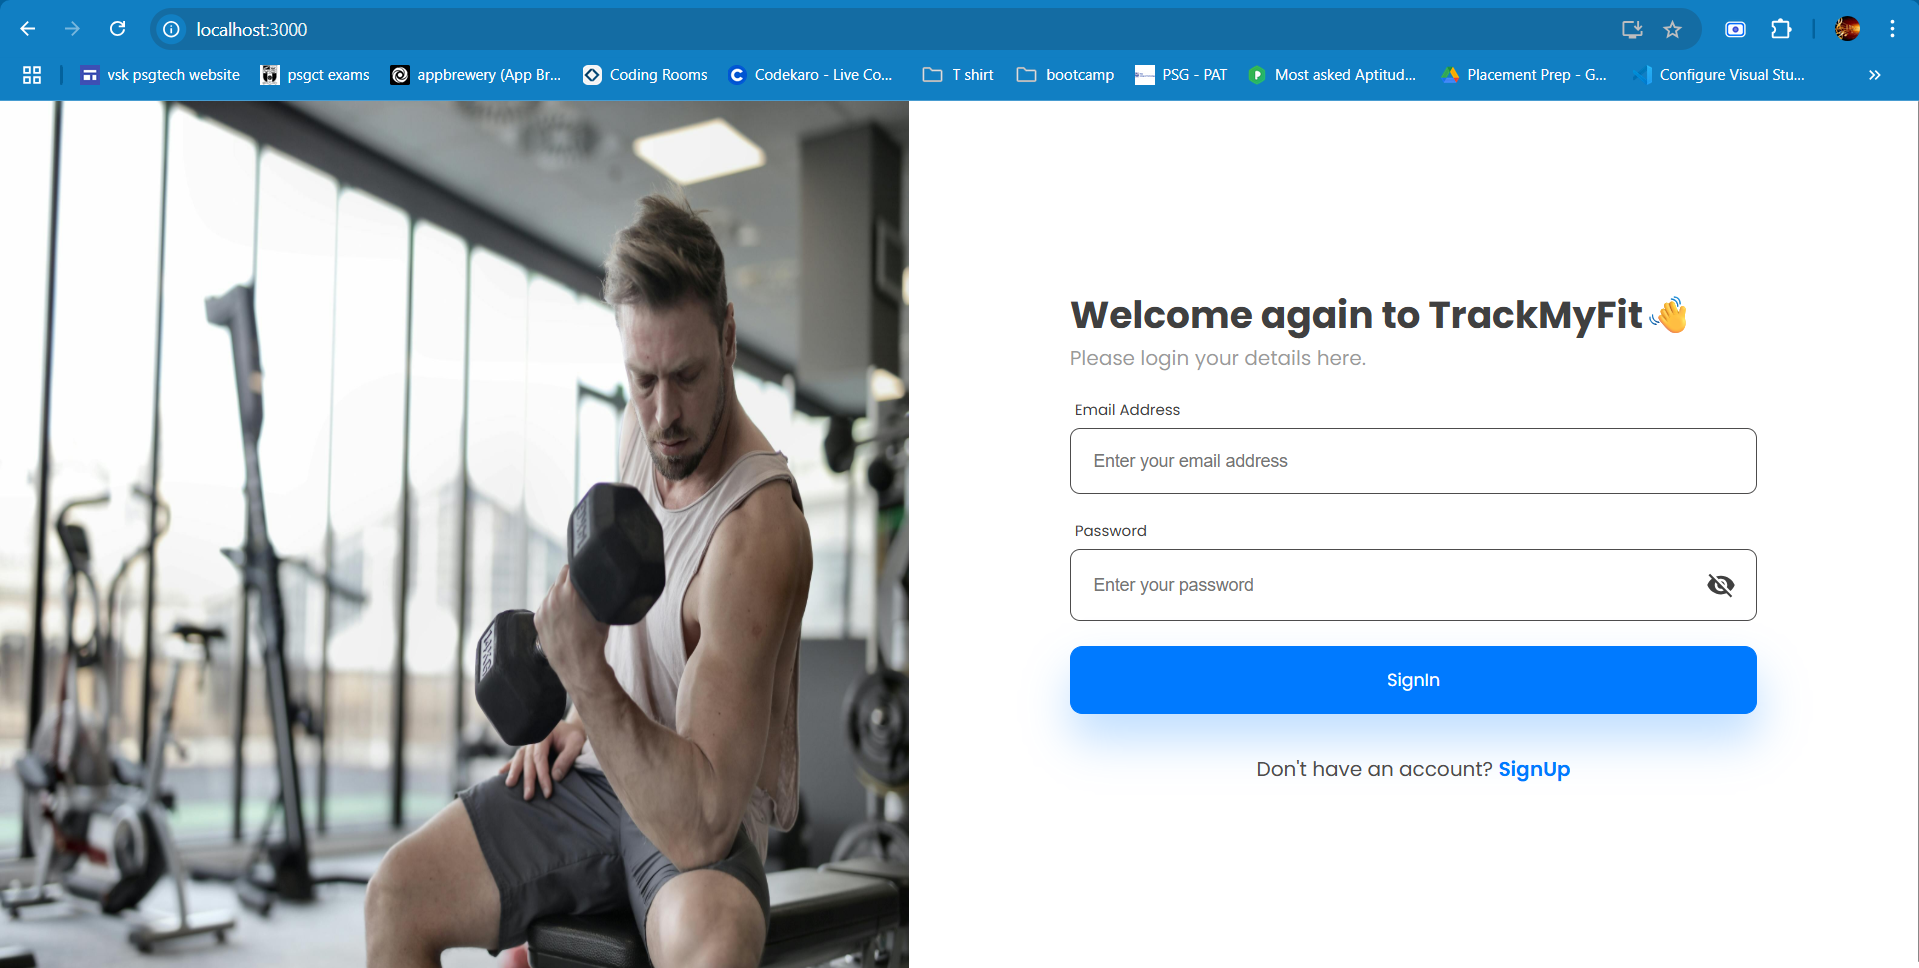 localhost:3000
vsk psgtech website
psgct exams
appbrewery (App Br...
Coding Rooms
Codekaro - Live Co...
T shirt
bootcamp
PSG - PAT
Most asked Aptitud...
Placement Prep - G...
Configure Visual Stu...
Welcome again to TrackMyFit 👋
Please login your details here.
Email Address
Enter your email address
Password
Enter your password
SignIn
Don't have an account? SignUp